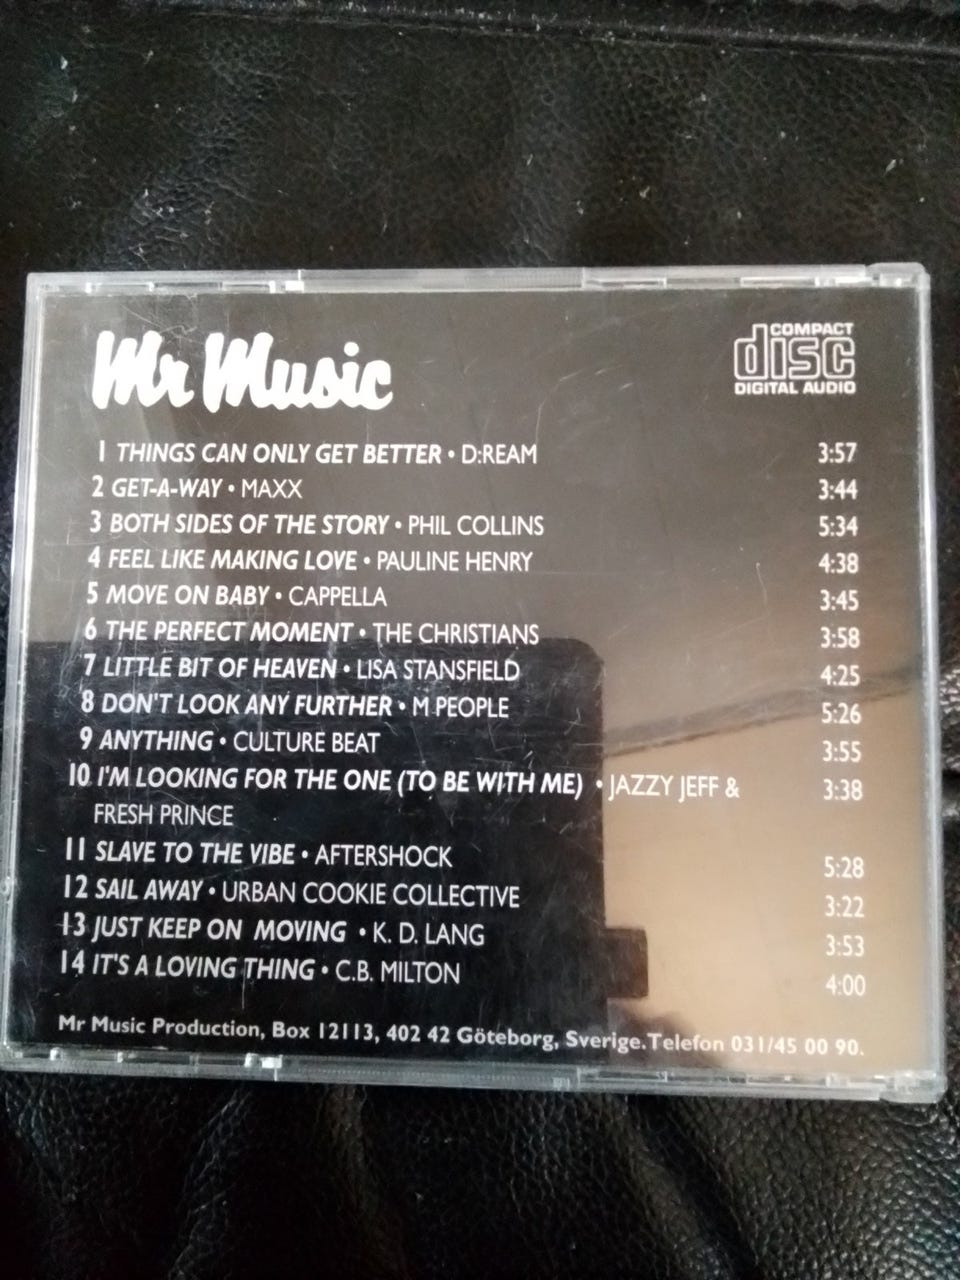 Mr Music
COMPACT
disc
DIGITAL AUDIO
1 THINGS CAN ONLY GET BETTER • D:REAM 3:57
2 GET-A-WAY • MAXX 3:44
3 BOTH SIDES OF THE STORY • PHIL COLLINS 5:34
4 FEEL LIKE MAKING LOVE • PAULINE HENRY 4:38
5 MOVE ON BABY • CAPPELLA 3:45
6 THE PERFECT MOMENT • THE CHRISTIANS 3:58
7 LITTLE BIT OF HEAVEN • LISA STANSFIELD 4:25
8 DON'T LOOK ANY FURTHER • M PEOPLE 5:26
9 ANYTHING • CULTURE BEAT 3:55
10 I'M LOOKING FOR THE ONE (TO BE WITH ME) • JAZZY JEFF & 3:38
FRESH PRINCE
11 SLAVE TO THE VIBE • AFTERSHOCK 5:28
12 SAIL AWAY • URBAN COOKIE COLLECTIVE 3:22
13 JUST KEEP ON MOVING • K. D. LANG 3:53
14 IT'S A LOVING THING • C.B. MILTON 4:00
Mr Music Production, Box 12113, 402 42 Göteborg, Sverige.Telefon 031/45 00 90.